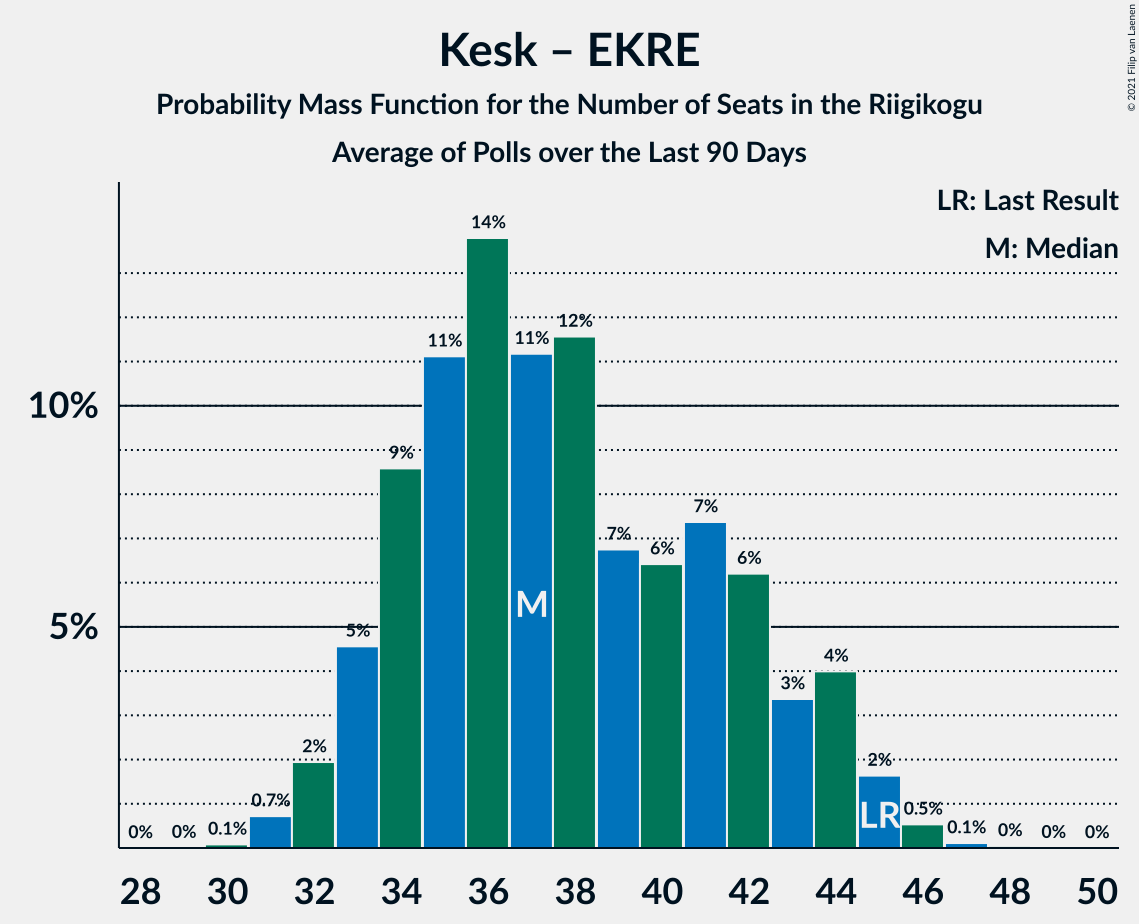 Kesk – EKRE
Probability Mass Function for the Number of Seats in the Riigikogu
Average of Polls over the Last 90 Days
© 2021 Filip van Laenen
LR: Last Result
M: Median
14%
12%
11%
11%
10%
9%
7%
7%
6%
6%
M
5%
5%
4%
3%
2%
2%
0.7%
0.5%
LR
0%
0%
0.1%
0.1%
0%
0%
0%
28 30 32 34 36 38 40 42 44 46 48 50